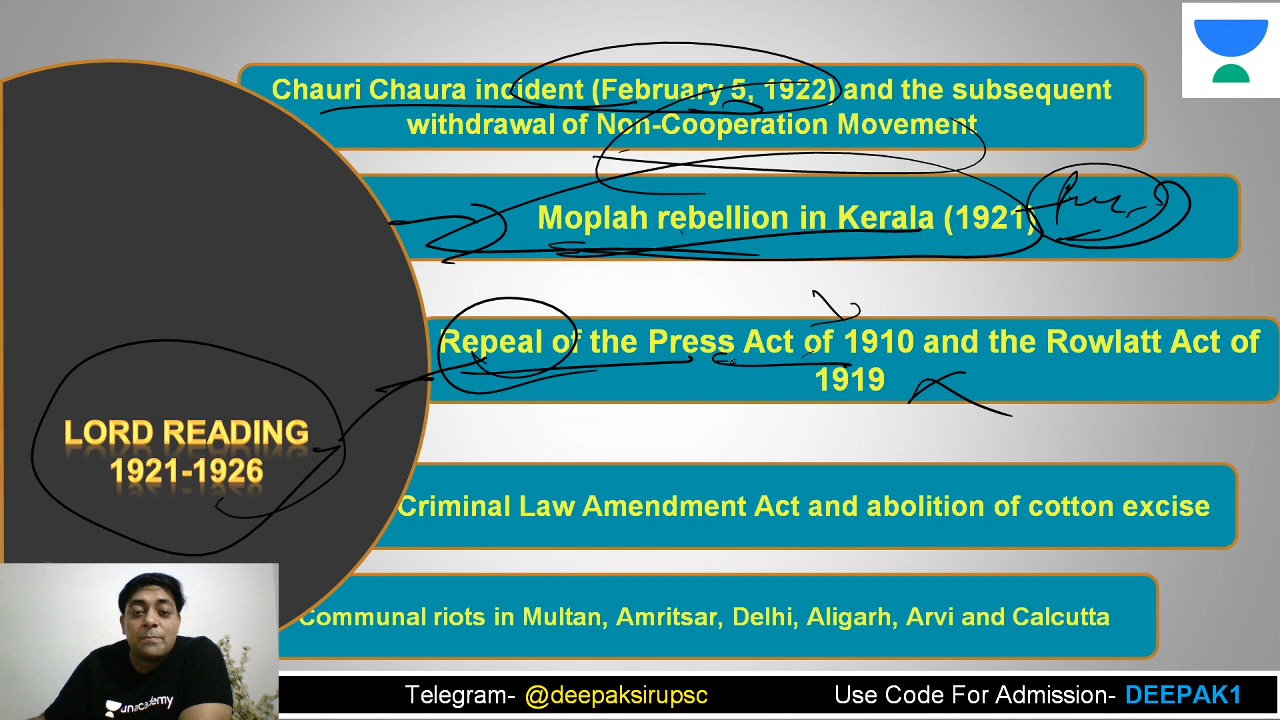 Chauri Chaura incident (February 5, 1922) and the subsequent
withdrawal of Non-Cooperation Movement
Moplah rebellion in Kerala (1921)
Repeal of the Press Act of 1910 and the Rowlatt Act of
1919
LORD READING
1921-1926
Criminal Law Amendment Act and abolition of cotton excise
Communal riots in Multan, Amritsar, Delhi, Aligarh, Arvi and Calcutta
unacademy
Telegram- @deepaksirupsc
Use Code For Admission- DEEPAK1